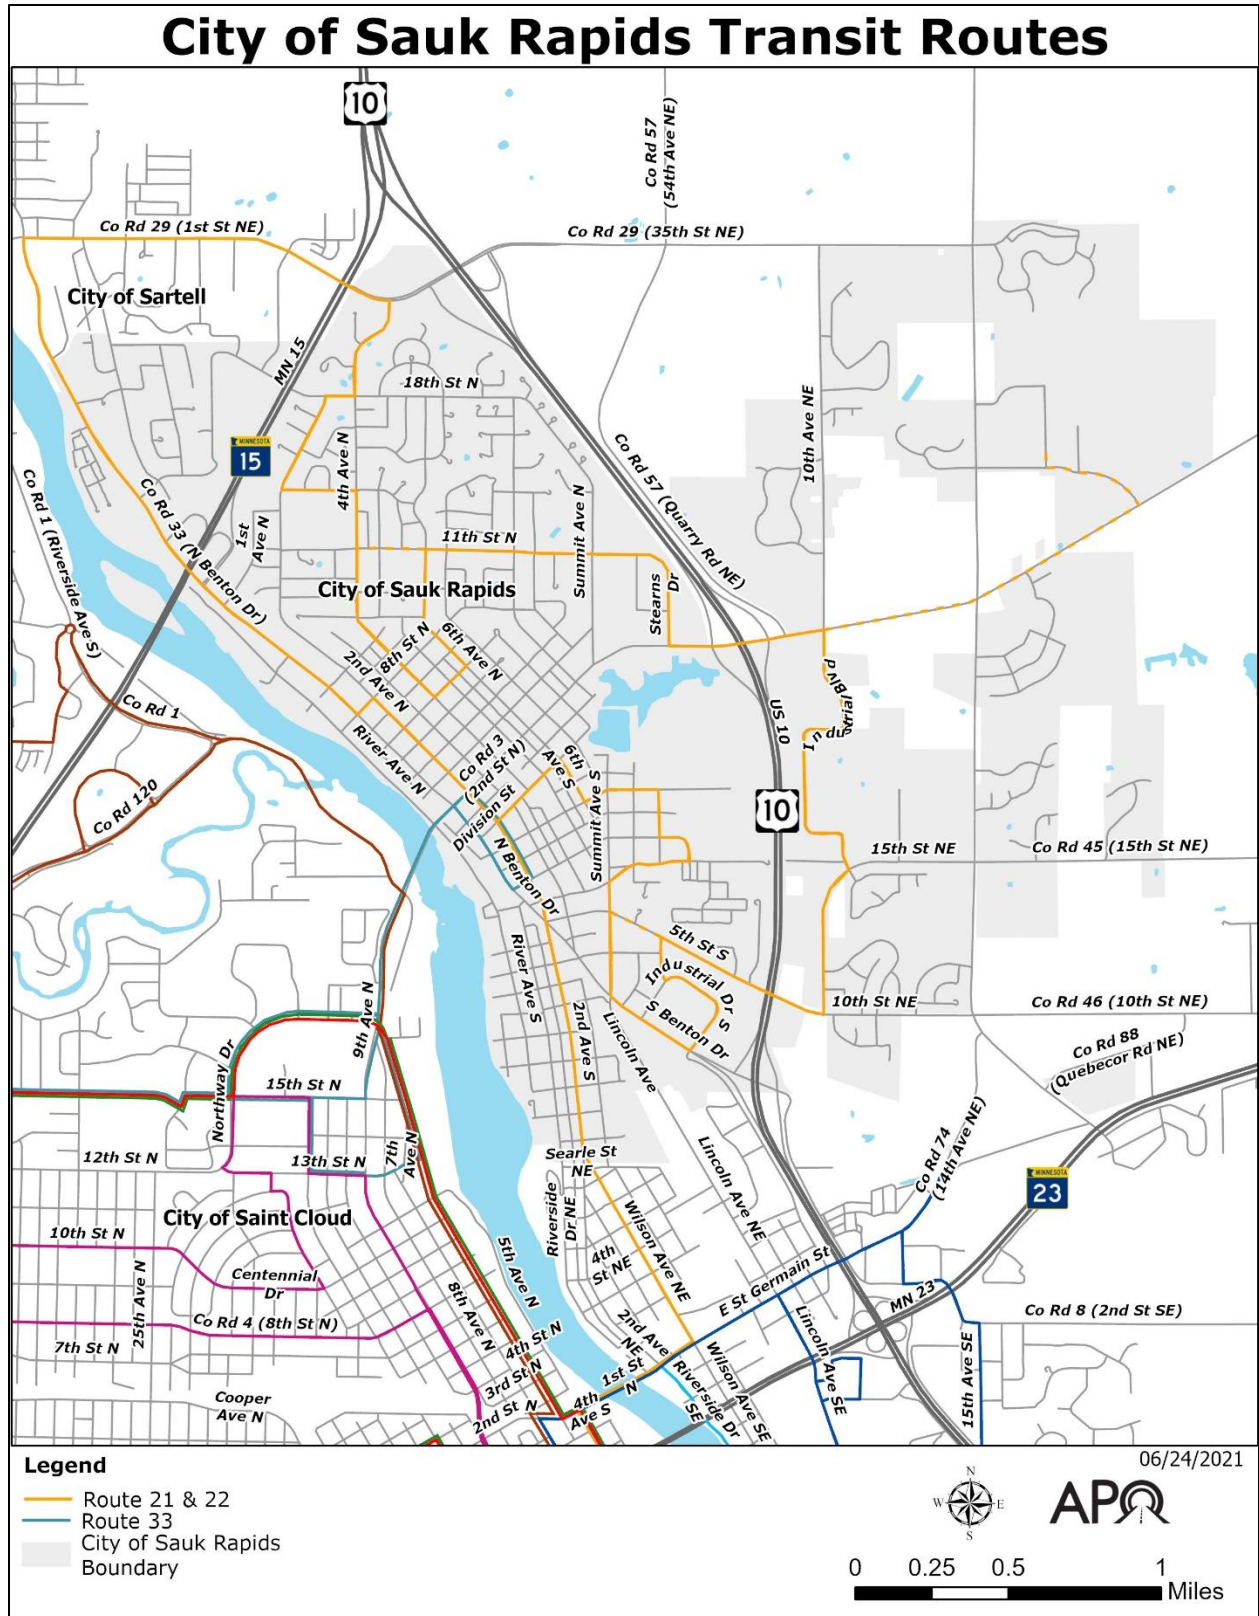 City of Sauk Rapids Transit Routes
10
Co Rd 57
(54th Ave NE)
Co Rd 29 (1st St NE)
Co Rd 29 (35th St NE)
City of Sartell
MN 15
18th St N
10th Ave NE
MINNESOTA
15
4th Ave N
Co Rd 57 (Quarry Rd NE)
Co Rd 1 (Riverside Ave S)
Co Rd 33 (N Benton Dr)
1st
Ave N
11th St N
Summit Ave N
City of Sauk Rapids
Stearns
Dr
8th St N
6th Ave N
2nd Ave N
Industrial
Blvd
Co Rd 1
US 10
River Ave N
Co Rd 3
(2nd St N)
6th
Ave S
Co Rd 120
Division St
Summit Ave S
10
N Benton Dr
15th St NE
Co Rd 45 (15th St NE)
5th St S
River Ave S
Industrial Dr S
9th Ave N
2nd Ave S
S Benton Dr
10th St NE
Co Rd 46 (10th St NE)
Lincoln Ave
Co Rd 88
(Quebecor Rd NE)
Northway Dr
15th St N
Co Rd 74
(14th Ave NE)
12th St N
13th St N
7th
Ave N
Searle St
NE
Lincoln Ave NE
MINNESOTA
23
City of Saint Cloud
Riverside
Dr NE
10th St N
Wilson Ave NE
4th
St NE
5th Ave N
Centennial
Dr
E St Germain St
25th Ave N
8th Ave N
MN 23
Co Rd 8 (2nd St SE)
Co Rd 4 (8th St N)
7th St N
4th St N
2nd Ave
NE
Lincoln Ave SE
1st St
N
3rd St N
Riverside Dr
SE
Wilson Ave SE
15th Ave SE
Cooper
Ave N
2nd St N
4th
Ave S
Legend
06/24/2021
Route 21 & 22
Route 33
City of Sauk Rapids
Boundary
N
W E
S
APO
0 0.25 0.5 1
Miles